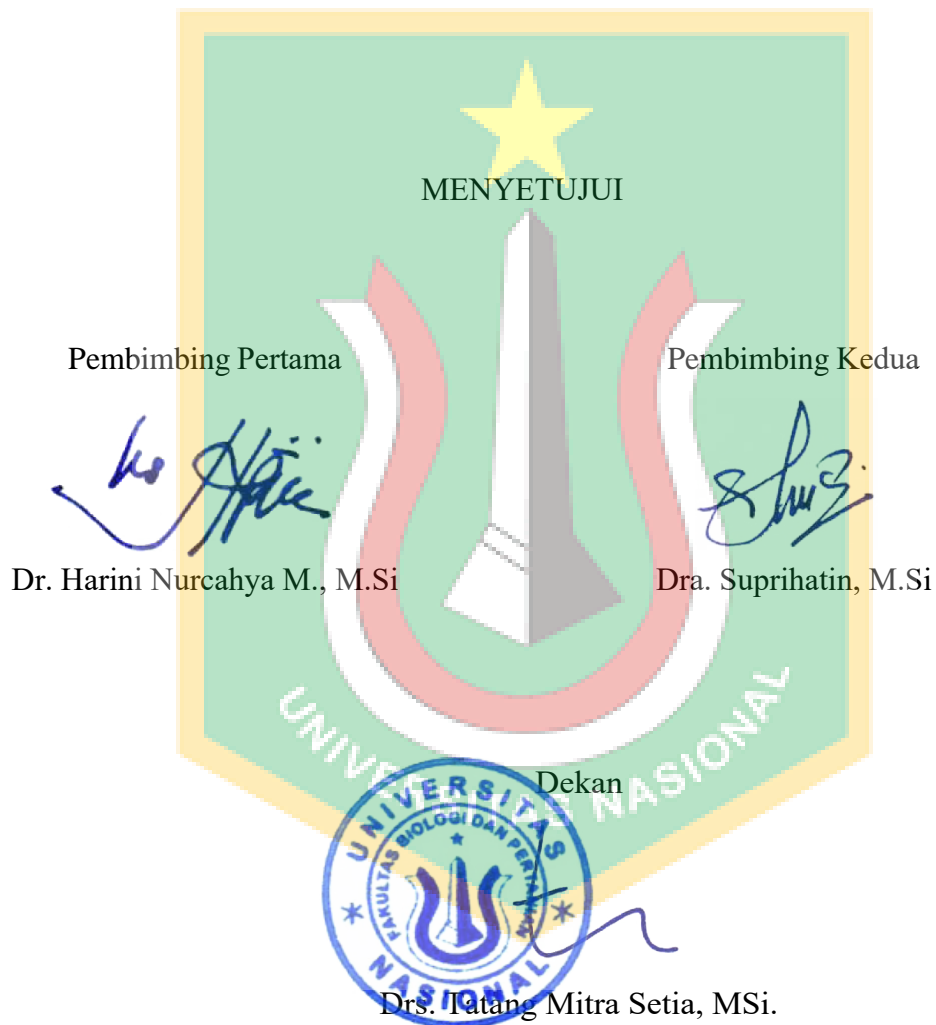 MENYETUJUI
Pembimbing Pertama
Pembimbing Kedua
Dr. Harini Nurcahya M., M.Si
Dra. Suprihatin, M.Si
UNIVERSITAS NASIONAL
Dekan
UNIVERSITAS
FAKULTAS BIOLOGI DAN PERTANIAN
NASIONAL
Drs. Tatang Mitra Setia, MSi.